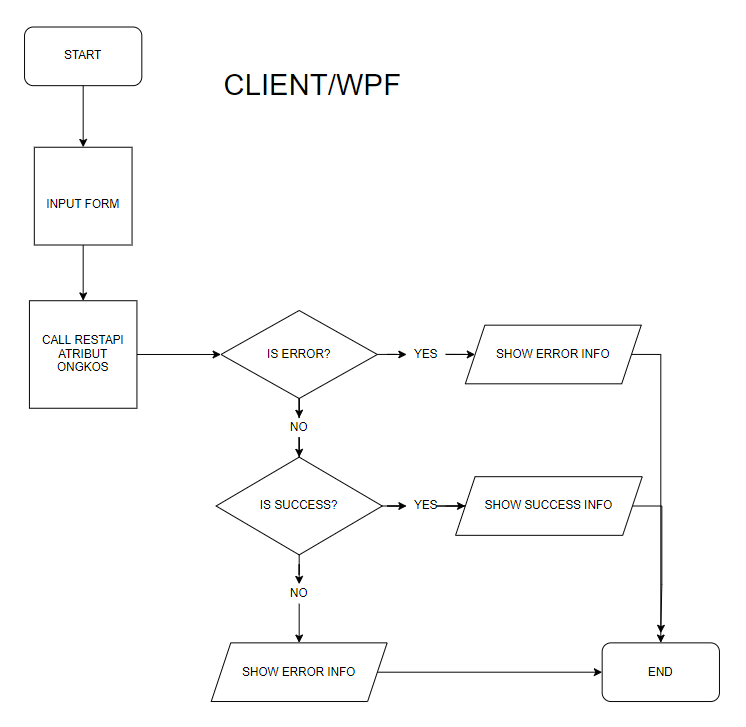 START
CLIENT/WPF
INPUT FORM
CALL RESTAPI
ATRIBUT
ONGKOS
IS ERROR?
YES
SHOW ERROR INFO
NO
IS SUCCESS?
YES
SHOW SUCCESS INFO
NO
SHOW ERROR INFO
END